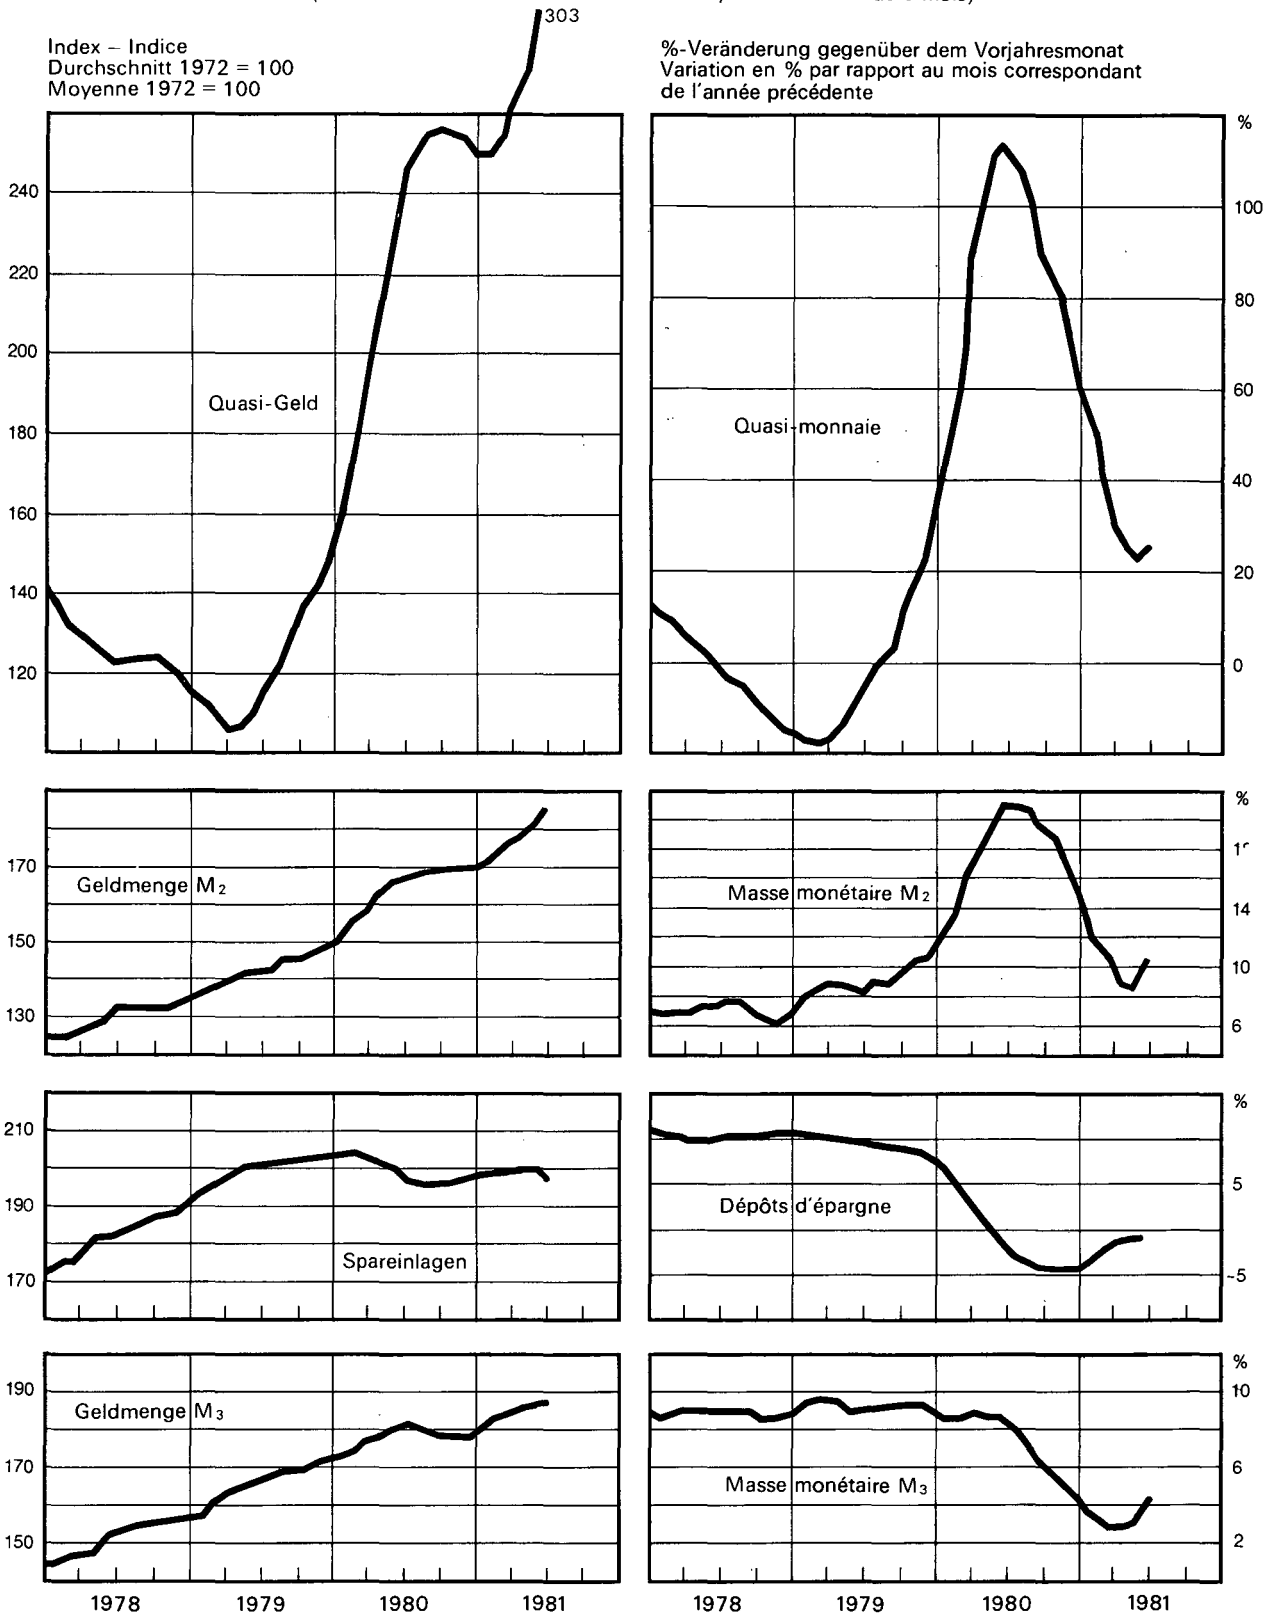 303
Index – Indice
Durchschnitt 1972 = 100
Moyenne 1972 = 100
%-Veränderung gegenüber dem Vorjahresmonat
Variation en % par rapport au mois correspondant
de l'année précédente
240
220
200
180
160
140
120
Quasi-Geld
%
100
80
60
40
20
0
Quasi-monnaie
170
150
130
Geldmenge M2
%
14
10
6
Masse monétaire M2
210
190
170
Spareinlagen
%
5
-5
Dépôts d'épargne
190
170
150
Geldmenge M3
%
10
6
2
Masse monétaire M3
1978 1979 1980 1981
1978 1979 1980 1981